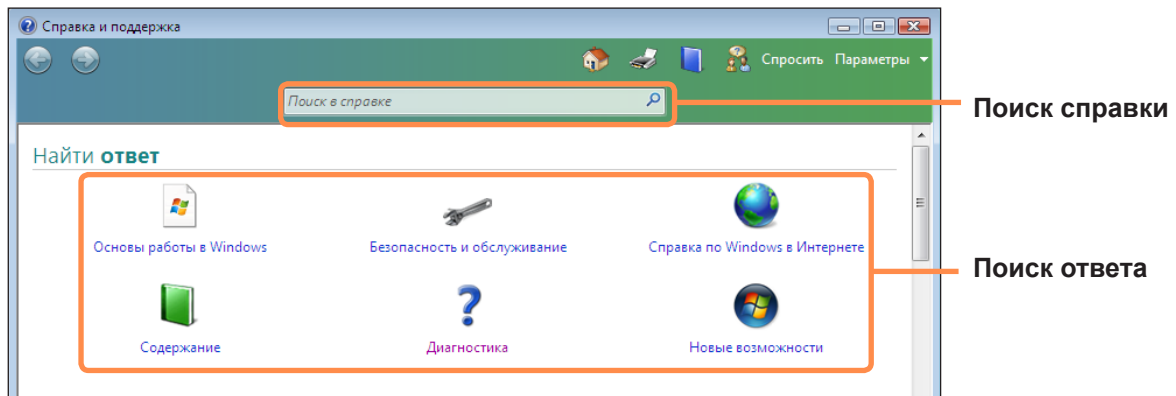 Справка и поддержка
Спросить Параметры
Поиск в справке
Поиск справки
Найти ответ
Основы работы в Windows
Безопасность и обслуживание
Справка по Windows в Интернете
Поиск ответа
Содержание
Диагностика
Новые возможности